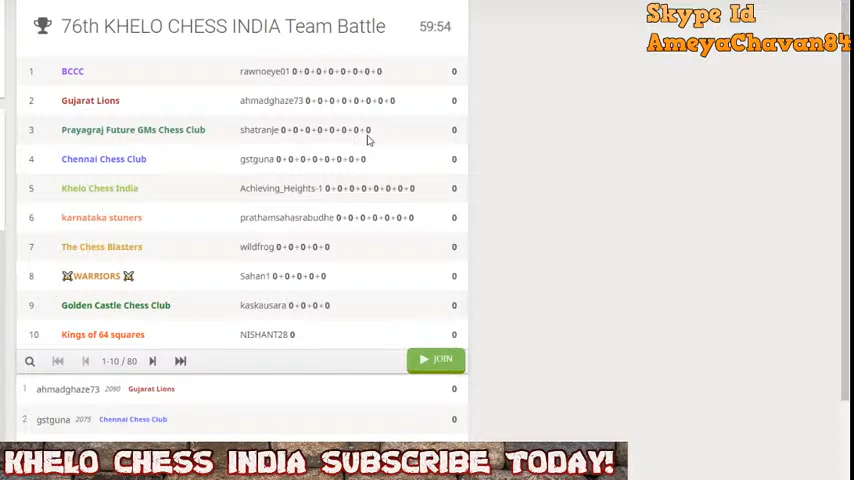 Skype Id
AmeyaChavan84
76th KHELO CHESS INDIA Team Battle 59:54
1 BCCC rawnoeye01 0+0+0+0+0+0+0+0 0
2 Gujarat Lions ahmadghaze73 0+0+0+0+0+0+0+0 0
3 Prayagraj Future GMs Chess Club shatranje 0+0+0+0+0+0+0+0 0
4 Chennai Chess Club gstguna 0+0+0+0+0+0+0+0 0
5 Khelo Chess India Achieving_Heights-1 0+0+0+0+0+0+0+0 0
6 karnataka stuners prathamsahasrabudhe 0+0+0+0+0+0+0 0
7 The Chess Blasters wildfrog 0+0+0+0+0 0
8 WARRIORS Sahan1 0+0+0+0+0 0
9 Golden Castle Chess Club kaskausara 0+0+0+0 0
10 Kings of 64 squares NISHANT28 0 0
1-10 / 80 JOIN
1 ahmadghaze73 2090 Gujarat Lions 0
2 gstguna 2075 Chennai Chess Club 0
KHELO CHESS INDIA SUBSCRIBE TODAY!